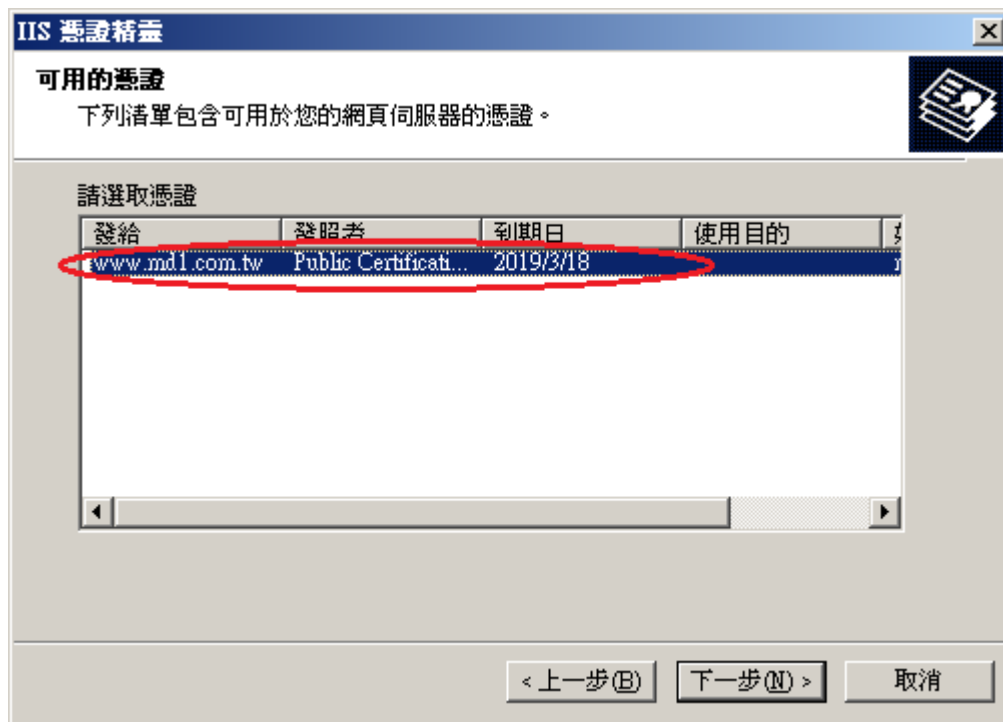 IIS 憑證精靈
可用的憑證
下列清單包含可用於您的網頁伺服器的憑證。
請選取憑證
發給 發照者 到期日 使用目的
www.md1.com.tw Public Certificati... 2019/3/18
<上一步(B) 下一步(N)> 取消